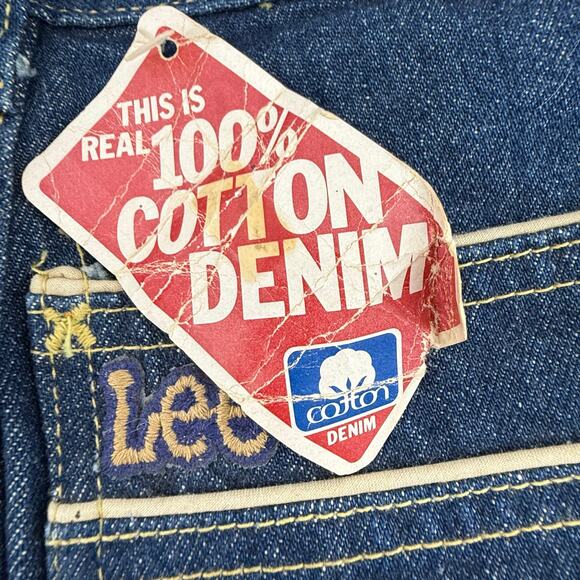 THIS IS
REAL 100%
COTTON
DENIM
cotton
DENIM
Lee